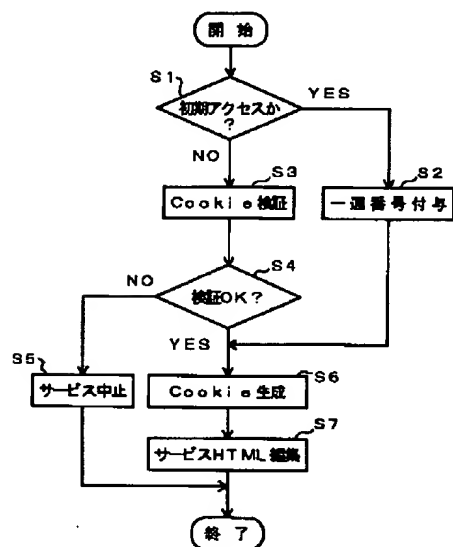 開 始
S1
初期アクセスか
?
YES
NO
S3
Cookie検証
S2
一週番号付与
S4
検証OK?
NO
YES
S5
サービス中止
S6
Cookie生成
S7
サービスHTML編集
終 了